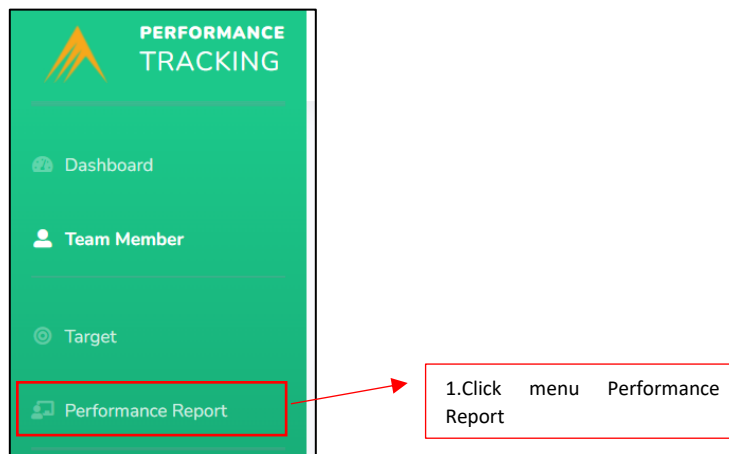 PERFORMANCE
TRACKING
Dashboard
Team Member
Target
Performance Report
1.Click menu Performance
Report